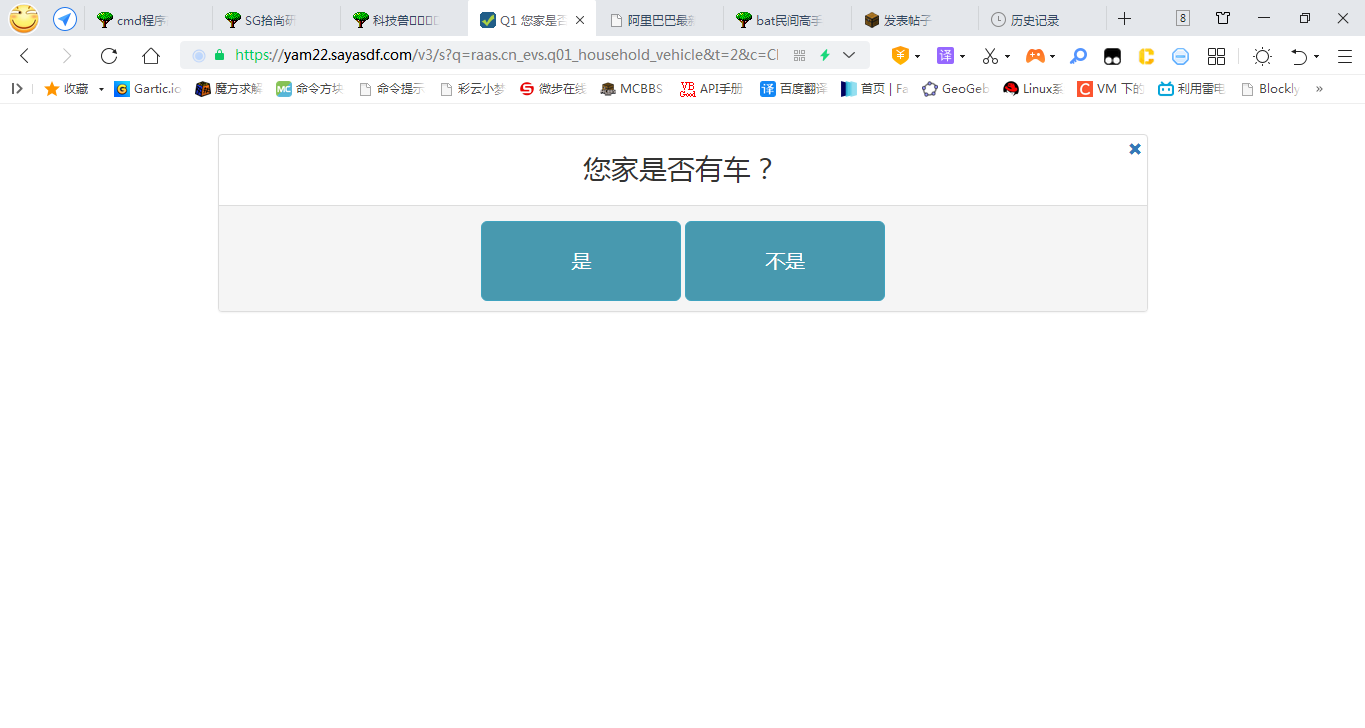 cmd程序 SG拾尚研 科技兽 Q1 您家是否 阿里巴巴最新 bat民间高手 发表帖子 历史记录 8
https://yam22.sayasdf.com/v3/s?q=raas.cn_evs.q01_household_vehicle&t=2&c=Cl 译
收藏 Gartic.io 魔方求解 MC 命令方块 命令提示 彩云小梦 微步在线 MCBBS VB Good API手册 译 百度翻译 首页 | Fa GeoGeb Linux系 C VM 下的 利用雷电 Blockly »
您家是否有车？
是 不是